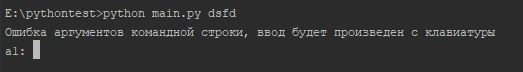 E:\pythontest>python main.py dsfd
Ошибка аргументов командной строки, ввод будет произведен с клавиатуры
a1: